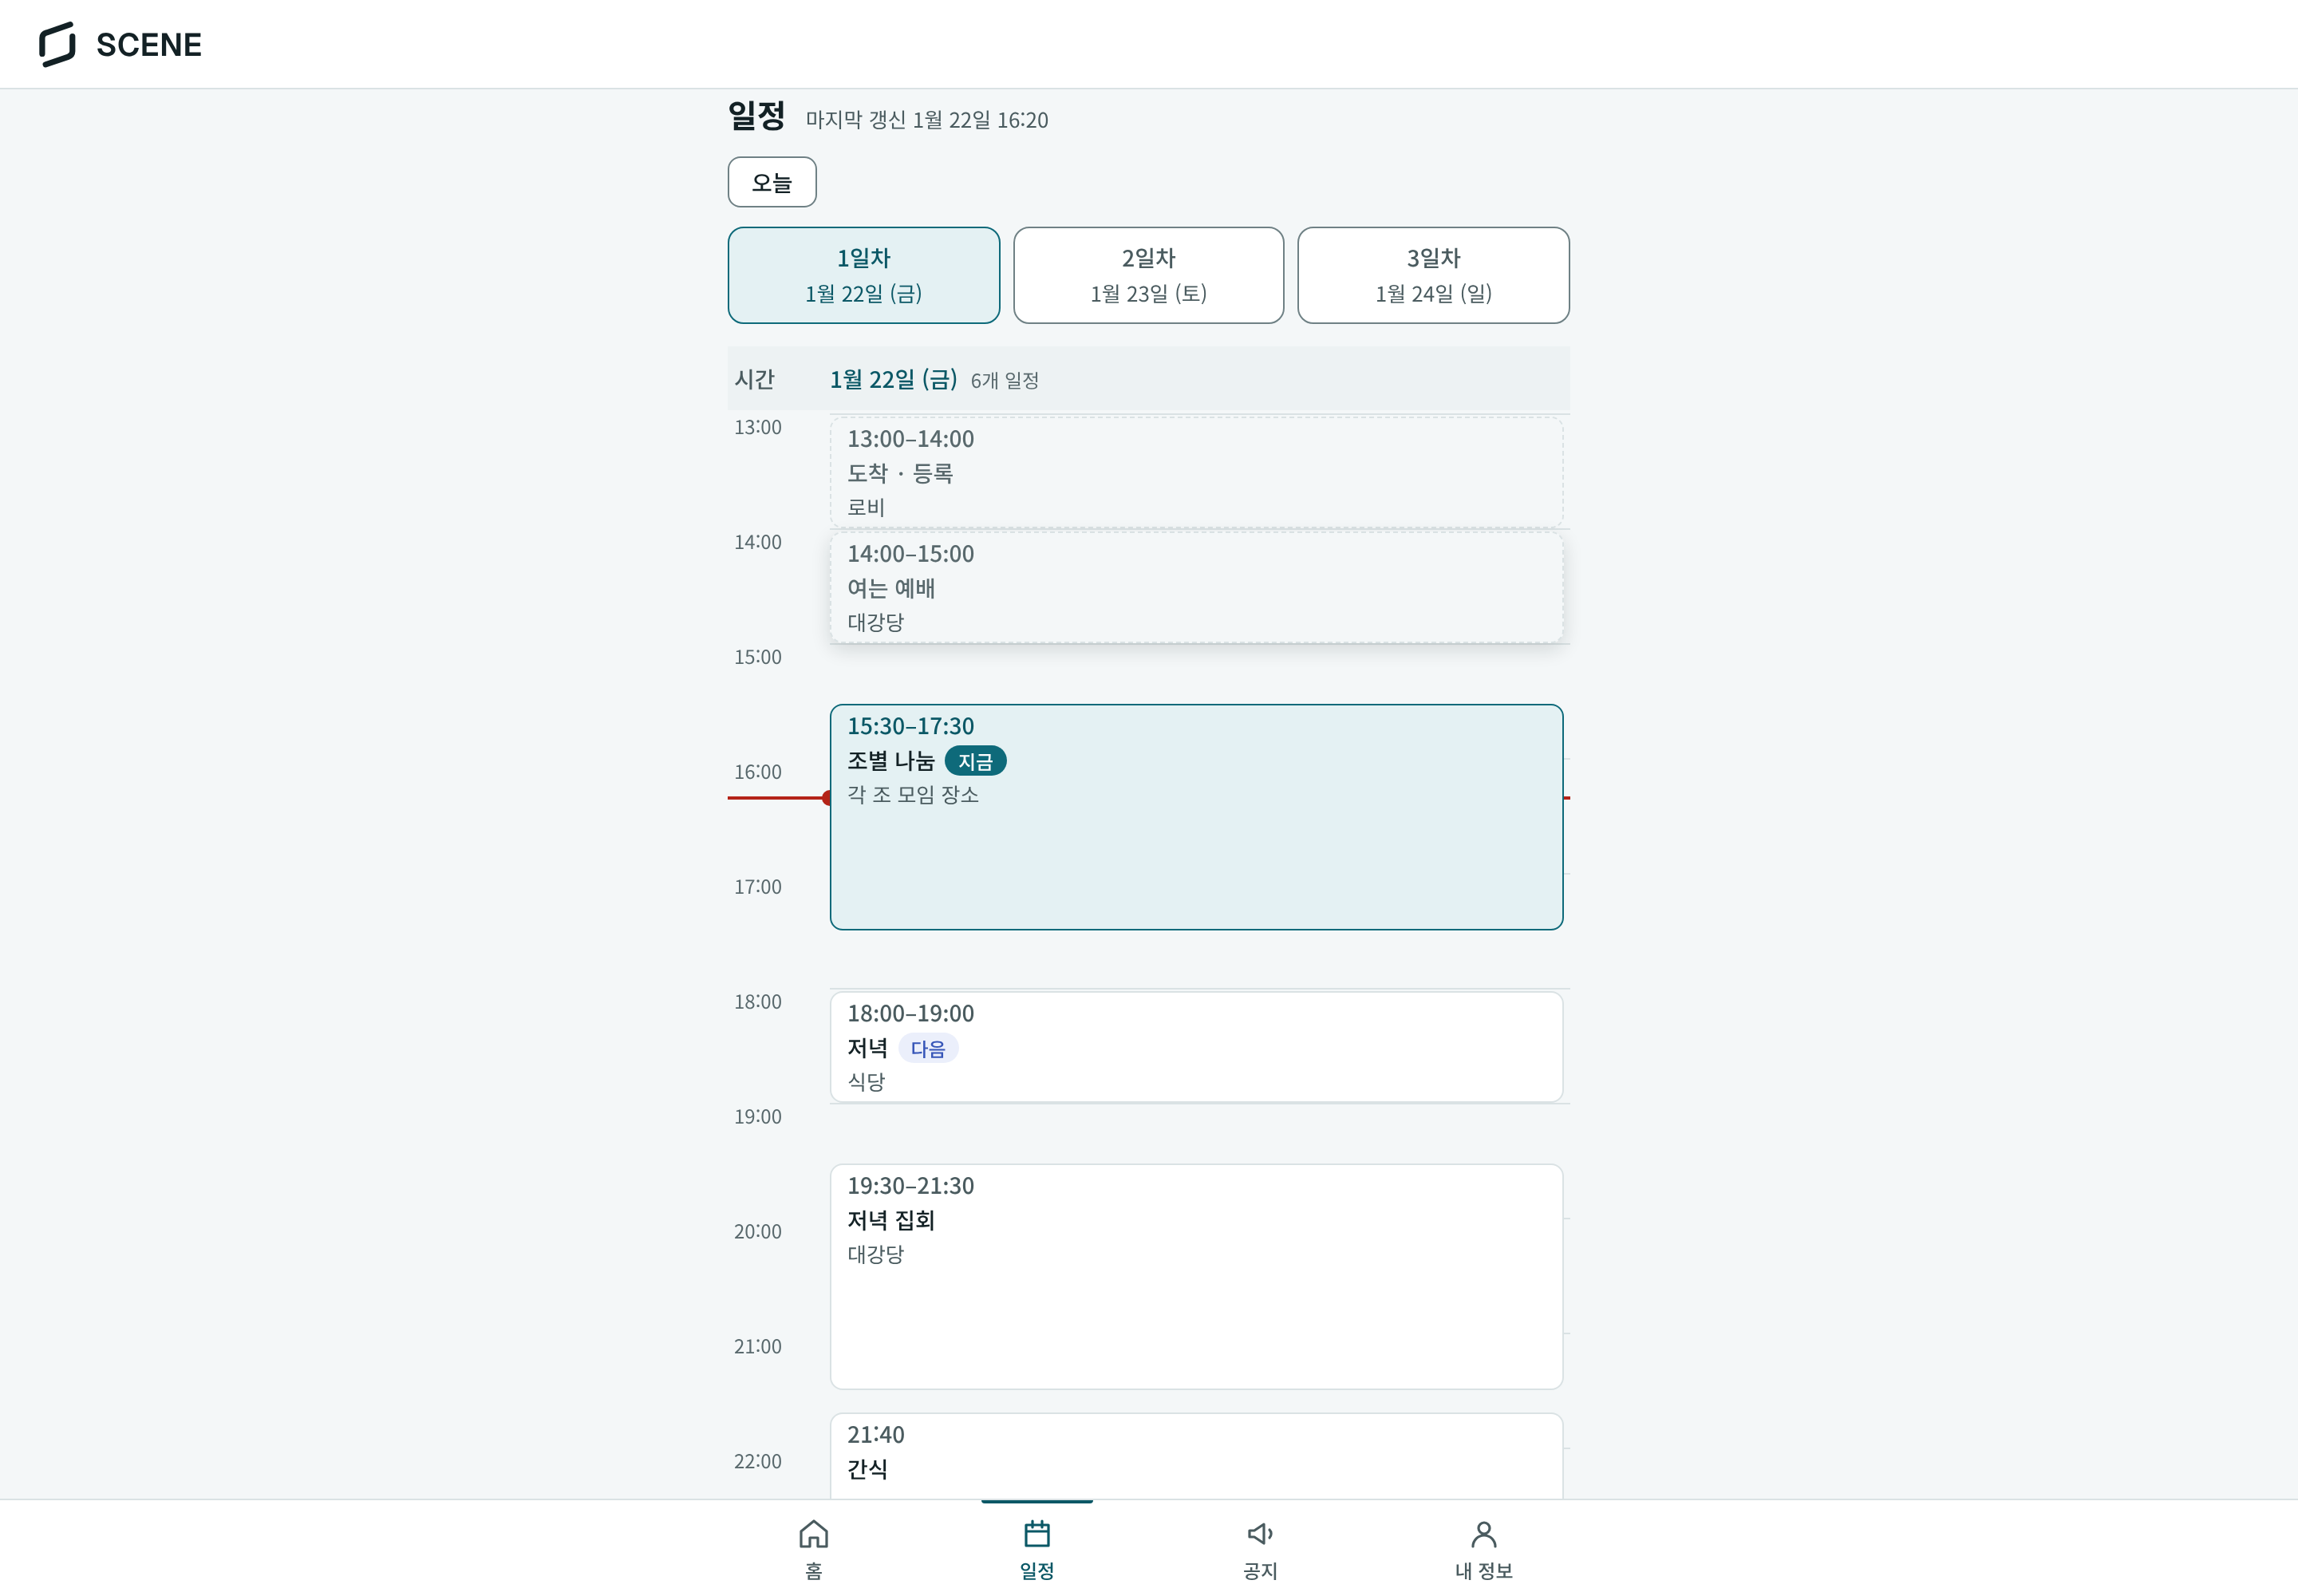 SCENE
일정 마지막 갱신 1월 22일 16:20
오늘
1일차
1월 22일 (금)
2일차
1월 23일 (토)
3일차
1월 24일 (일)
시간 1월 22일 (금) 6개 일정
13:00
13:00–14:00
도착 · 등록
로비
14:00
14:00–15:00
여는 예배
대강당
15:00
15:30–17:30
조별 나눔 지금
16:00
각 조 모임 장소
17:00
18:00
18:00–19:00
저녁 다음
식당
19:00
19:30–21:30
저녁 집회
20:00
대강당
21:00
21:40
22:00
간식
홈
일정
공지
내 정보